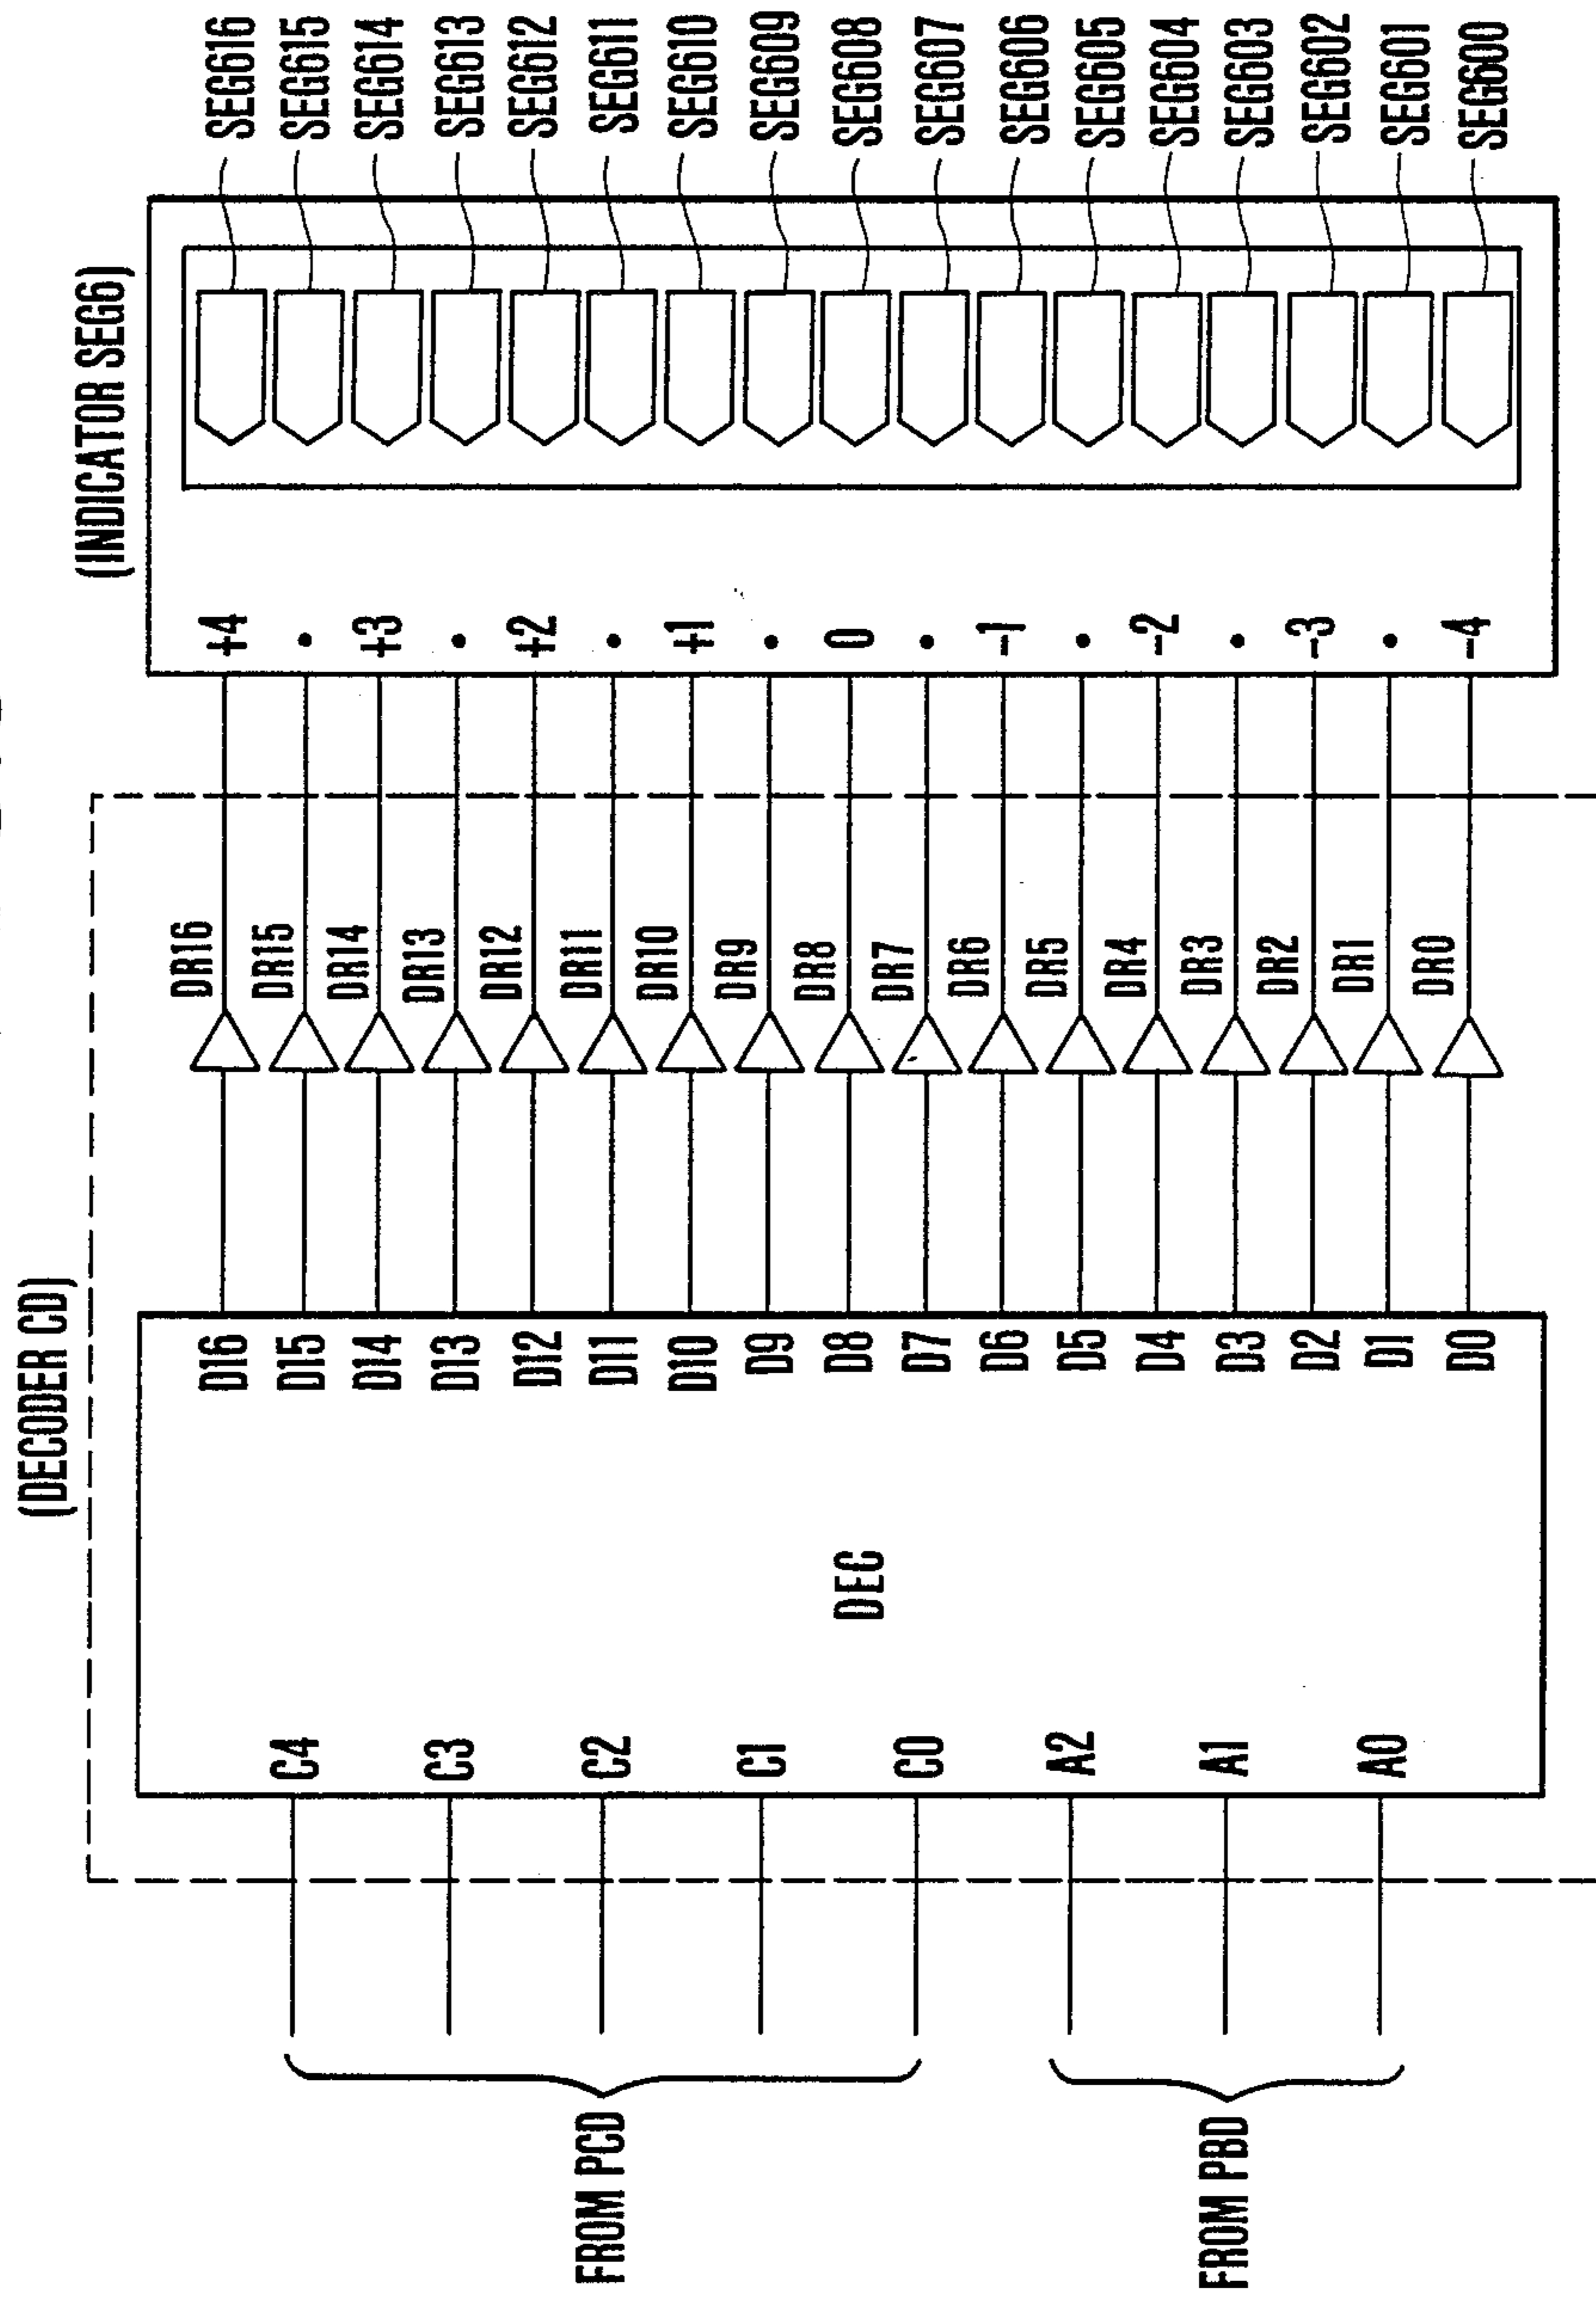 (DECODER CD)
(INDICATOR SEG6)
FROM PCD
FROM PBD
C4
C3
C2
C1
C0
A2
A1
A0
DEC
D16
D15
D14
D13
D12
D11
D10
D9
D8
D7
D6
D5
D4
D3
D2
D1
D0
DR16
DR15
DR14
DR13
DR12
DR11
DR10
DR9
DR8
DR7
DR6
DR5
DR4
DR3
DR2
DR1
DR0
+4
•
+3
•
+2
•
+1
•
0
•
-1
•
-2
•
-3
•
-4
SEG616
SEG615
SEG614
SEG613
SEG612
SEG611
SEG610
SEG609
SEG608
SEG607
SEG606
SEG605
SEG604
SEG603
SEG602
SEG601
SEG600